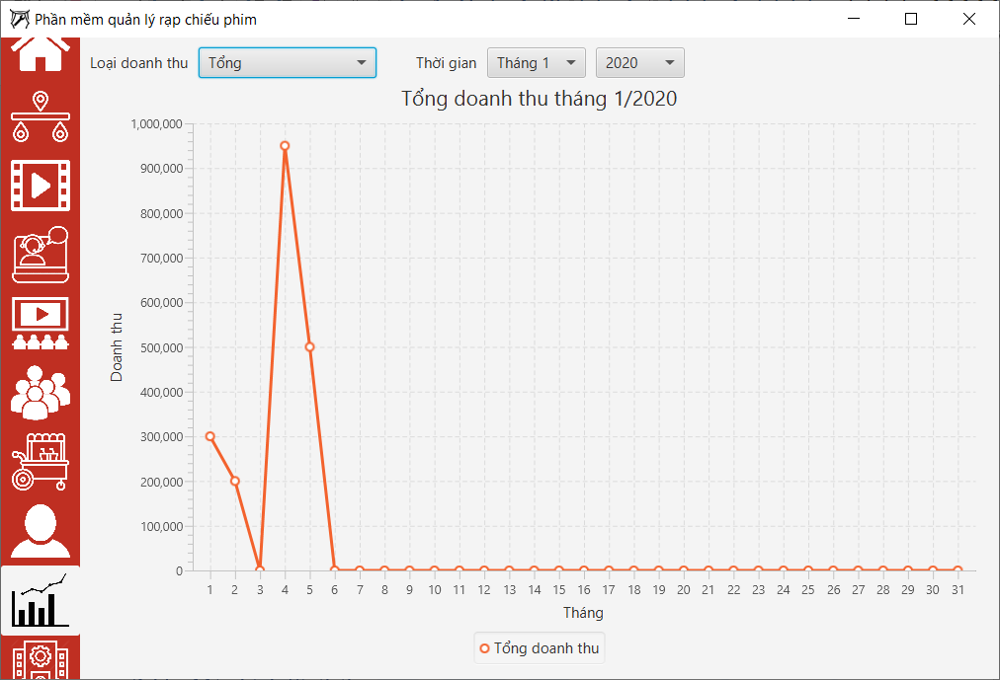 Phần mềm quản lý rạp chiếu phim
Loại doanh thu Tổng Thời gian Tháng 1 2020
Tổng doanh thu tháng 1/2020
1,000,000
900,000
800,000
700,000
600,000
500,000
400,000
300,000
200,000
100,000
0
Doanh thu
1 2 3 4 5 6 7 8 9 10 11 12 13 14 15 16 17 18 19 20 21 22 23 24 25 26 27 28 29 30 31
Tháng
Tổng doanh thu